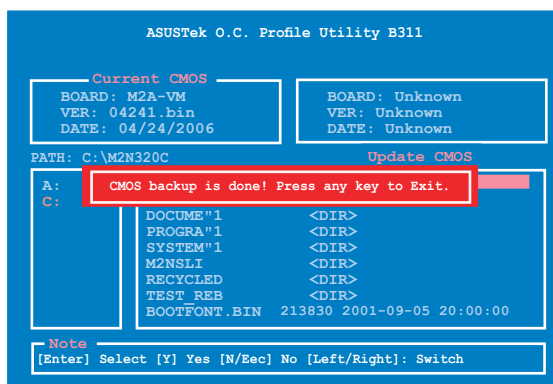 ASUSTek O.C. Profile Utility B311
Current CMOS
BOARD: M2A-VM
VER: 04241.bin
DATE: 04/24/2006
BOARD: Unknown
VER: Unknown
DATE: Unknown
PATH: C:\M2N320C
Update CMOS
A:
C:
CMOS backup is done! Press any key to Exit.
DOCUME"1 <DIR>
PROGRA"1 <DIR>
SYSTEM"1 <DIR>
M2NSLI <DIR>
RECYCLED <DIR>
TEST_REB <DIR>
BOOTFONT.BIN 213830 2001-09-05 20:00:00
Note
[Enter] Select [Y] Yes [N/Eec] No [Left/Right]: Switch